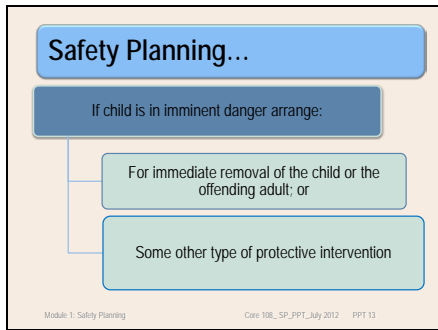 Safety Planning...
If child is in imminent danger arrange:
For immediate removal of the child or the
offending adult; or
Some other type of protective intervention
Module 1: Safety Planning
Core 108_ SP_PPT_July 2012
PPT 13